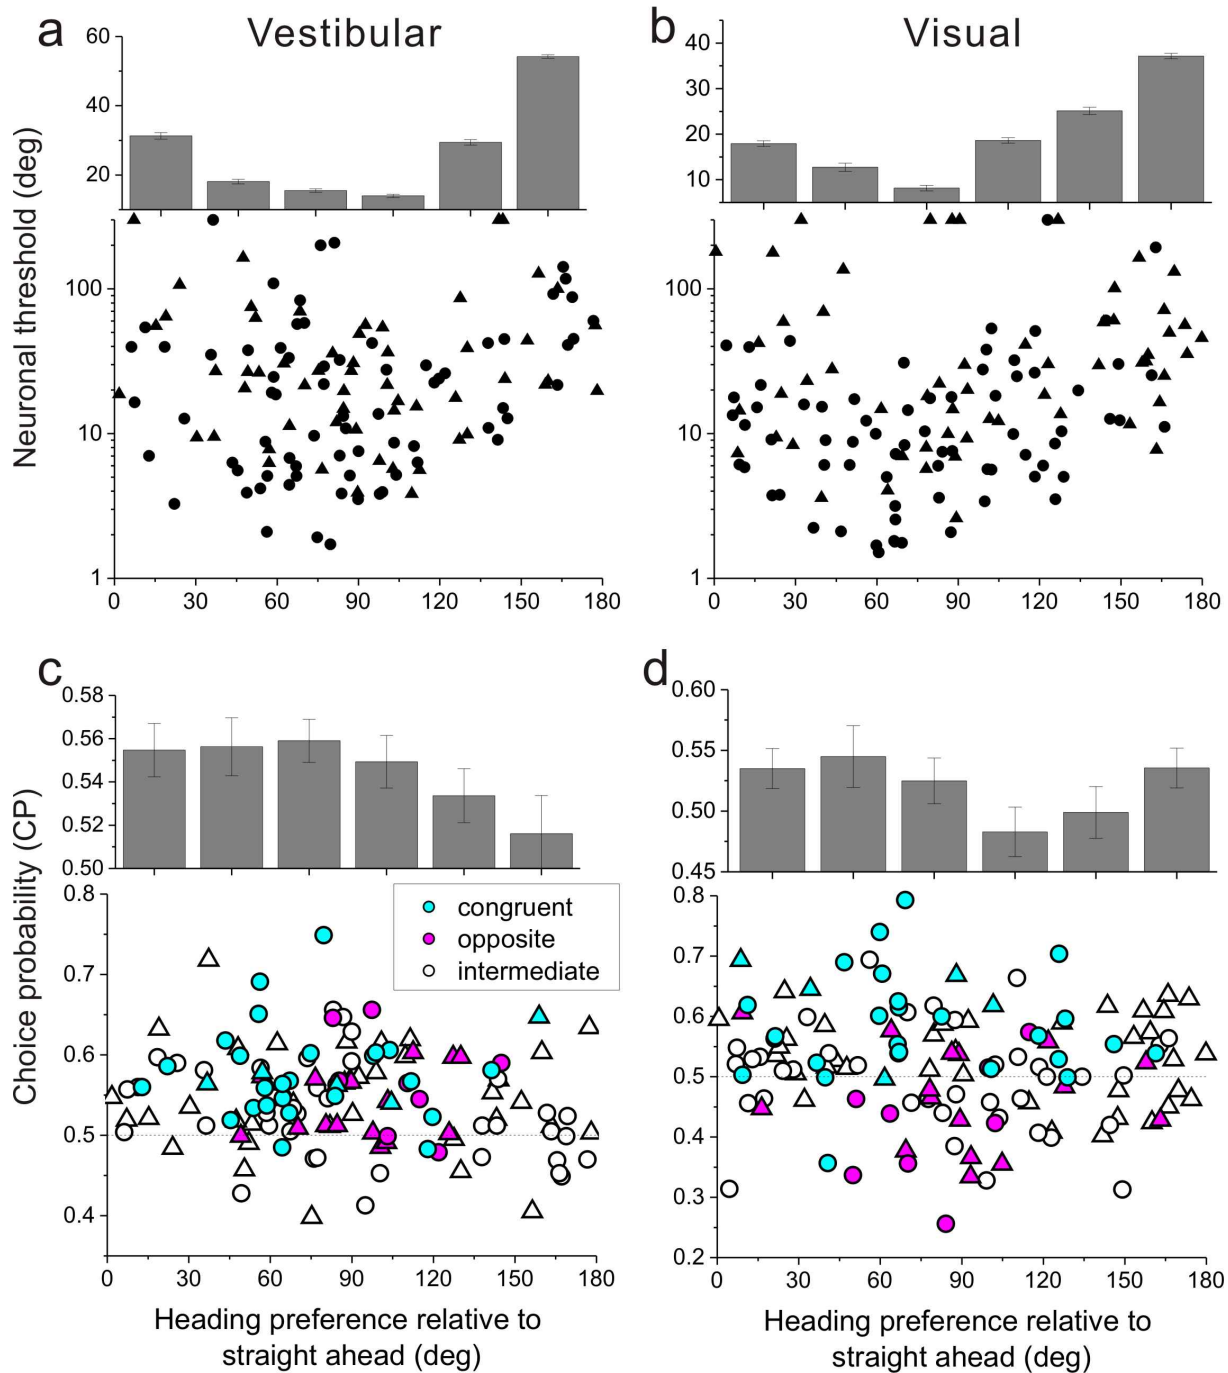 a Vestibular
b Visual
Neuronal threshold (deg)
60
40
20
40
30
20
10
Neuronal threshold (deg)
100
10
1
0 30 60 90 120 150 180
100
10
1
0 30 60 90 120 150 180
c
d
Choice probability (CP)
0.58
0.56
0.54
0.52
0.50
0.60
0.55
0.50
0.45
congruent
opposite
intermediate
0.8
0.7
0.6
0.5
0.4
0 30 60 90 120 150 180
0.8
0.7
0.6
0.5
0.4
0.3
0.2
0 30 60 90 120 150 180
Heading preference relative to
straight ahead (deg)
Heading preference relative to
straight ahead (deg)